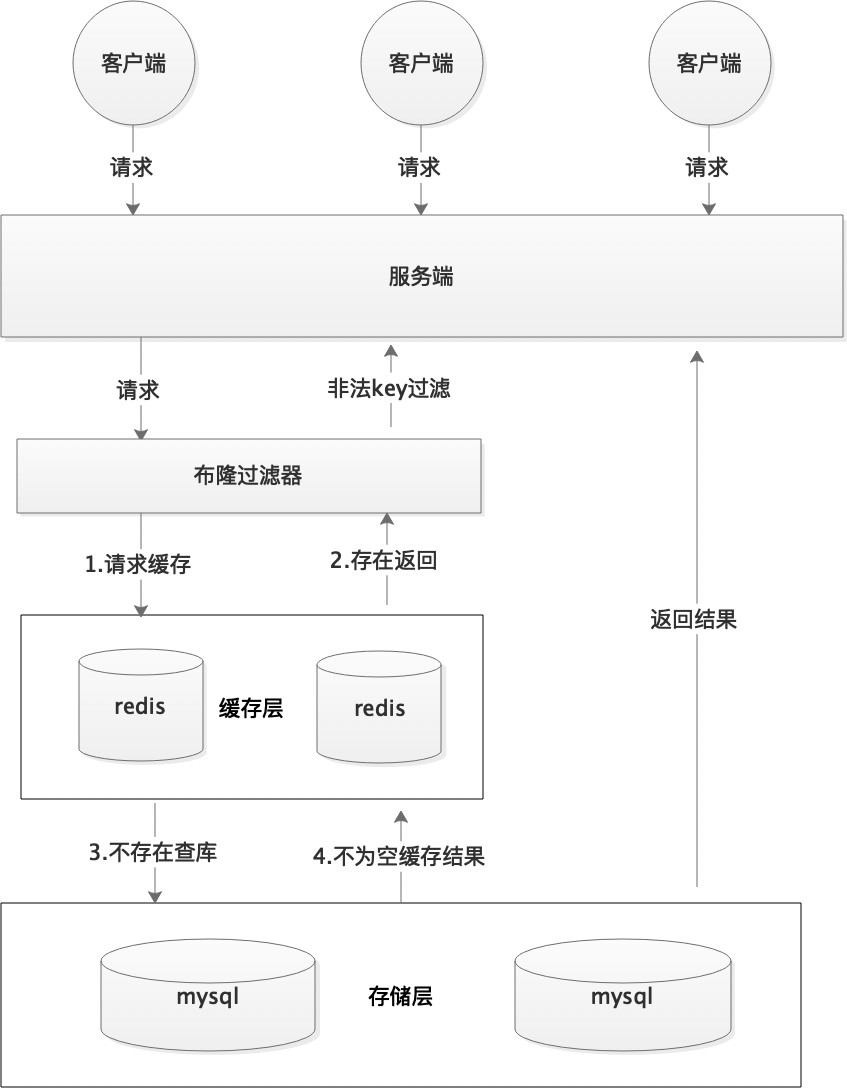 客户端
客户端
客户端
请求
请求
请求
服务端
请求
非法key过滤
布隆过滤器
1.请求缓存
2.存在返回
返回结果
redis
缓存层
redis
3.不存在查库
4.不为空缓存结果
mysql
存储层
mysql